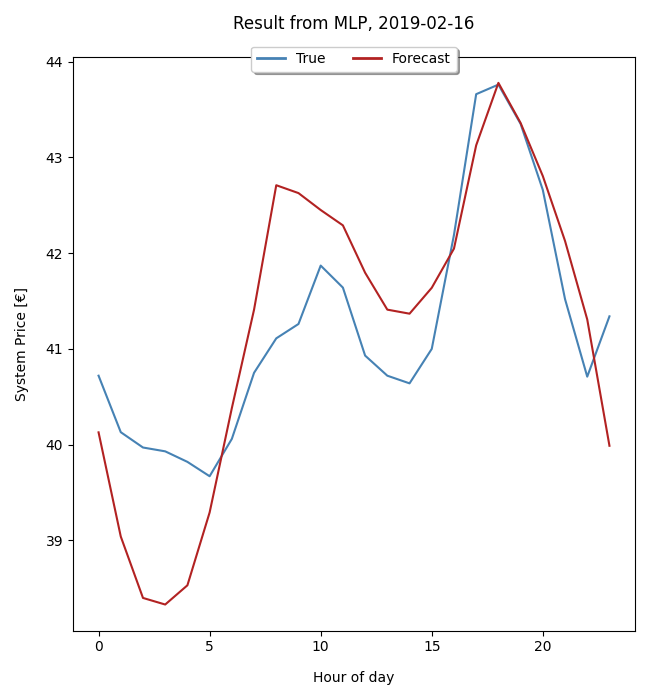 Result from MLP, 2019-02-16
True Forecast
44
43
42
41
40
39
System Price [€]
0 5 10 15 20
Hour of day